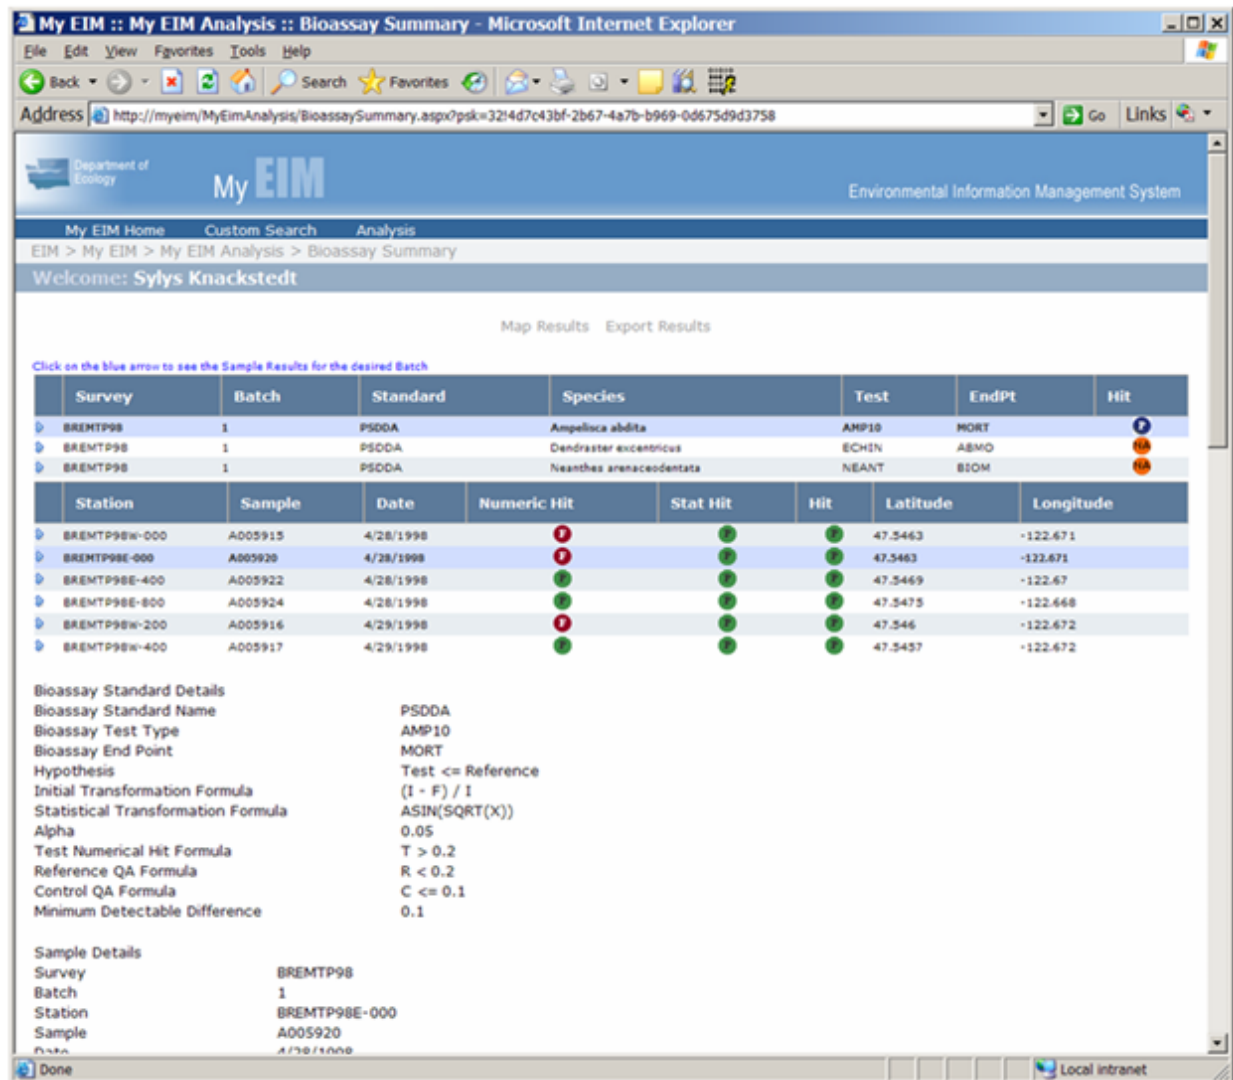 My EIM :: My EIM Analysis :: Bioassay Summary - Microsoft Internet Explorer
File Edit View Favorites Tools Help
Back Search Favorites
Address http://myeim/MyEimAnalysis/BioassaySummary.aspx?psk=32!4d7c43bf-2b67-4a7b-b969-0d675d9d3758 Go Links
Department of
Ecology
My EIM
Environmental Information Management System
My EIM Home Custom Search Analysis
EIM > My EIM > My EIM Analysis > Bioassay Summary
Welcome: Sylys Knackstedt
Map Results Export Results
Click on the blue arrow to see the Sample Results for the desired Batch
Survey Batch Standard Species Test EndPt Hit
BREMTP98 1 PSDDA Ampelisca abdita AMP10 MORT P
BREMTP98 1 PSDDA Dendraster excentricus ECHIN ABMO NA
BREMTP98 1 PSDDA Neanthes arenaceodentata NEANT BIOM NA
Station Sample Date Numeric Hit Stat Hit Hit Latitude Longitude
BREMTP98W-000 A005915 4/28/1998 F P P 47.5463 -122.671
BREMTP98E-000 A005920 4/28/1998 F P P 47.5463 -122.671
BREMTP98E-400 A005922 4/28/1998 P P P 47.5469 -122.67
BREMTP98E-800 A005924 4/28/1998 P P P 47.5475 -122.668
BREMTP98W-200 A005916 4/29/1998 F P P 47.546 -122.672
BREMTP98W-400 A005917 4/29/1998 P P P 47.5457 -122.672
Bioassay Standard Details
Bioassay Standard Name PSDDA
Bioassay Test Type AMP10
Bioassay End Point MORT
Hypothesis Test <= Reference
Initial Transformation Formula (I - F) / I
Statistical Transformation Formula ASIN(SQRT(X))
Alpha 0.05
Test Numerical Hit Formula T > 0.2
Reference QA Formula R < 0.2
Control QA Formula C <= 0.1
Minimum Detectable Difference 0.1
Sample Details
Survey BREMTP98
Batch 1
Station BREMTP98E-000
Sample A005920
Date 4/28/1998
Done Local intranet